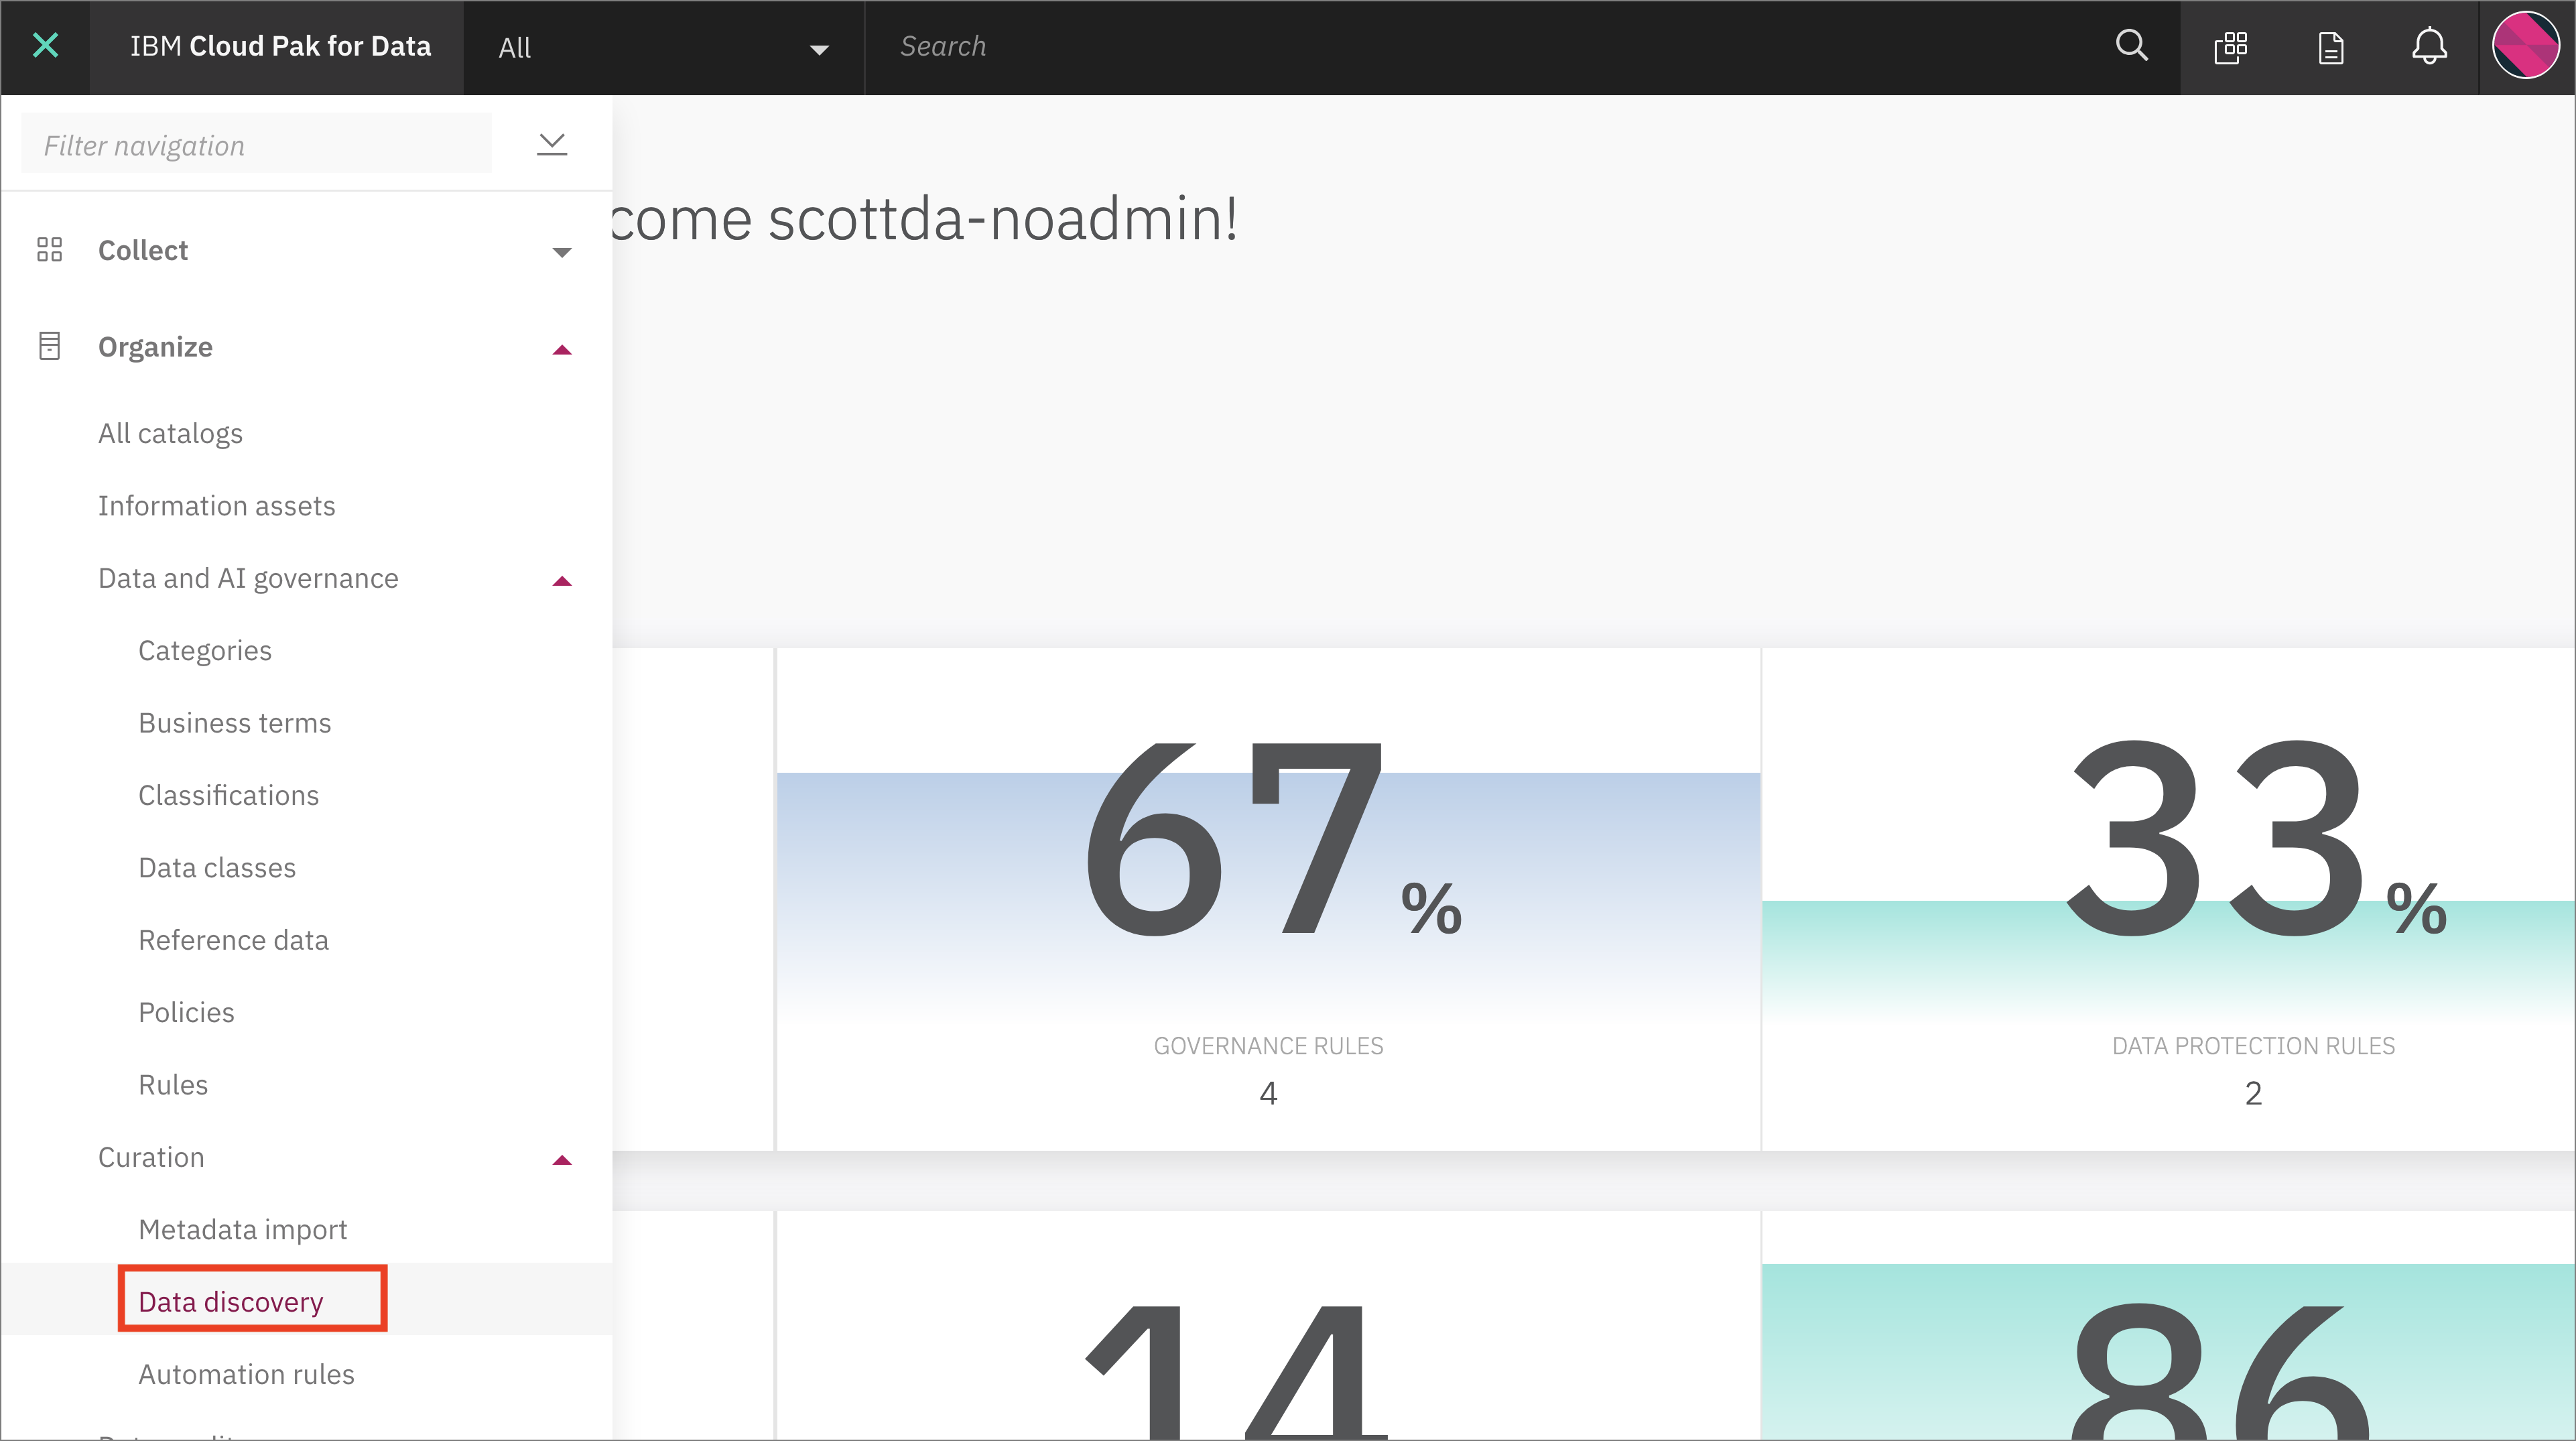 IBM Cloud Pak for Data
All
Search
Filter navigation
Collect
Organize
All catalogs
Information assets
Data and AI governance
Categories
Business terms
Classifications
Data classes
Reference data
Policies
Rules
Curation
Metadata import
Data discovery
Automation rules
come scottda-noadmin!
67%
GOVERNANCE RULES
4
33%
DATA PROTECTION RULES
2
14
86